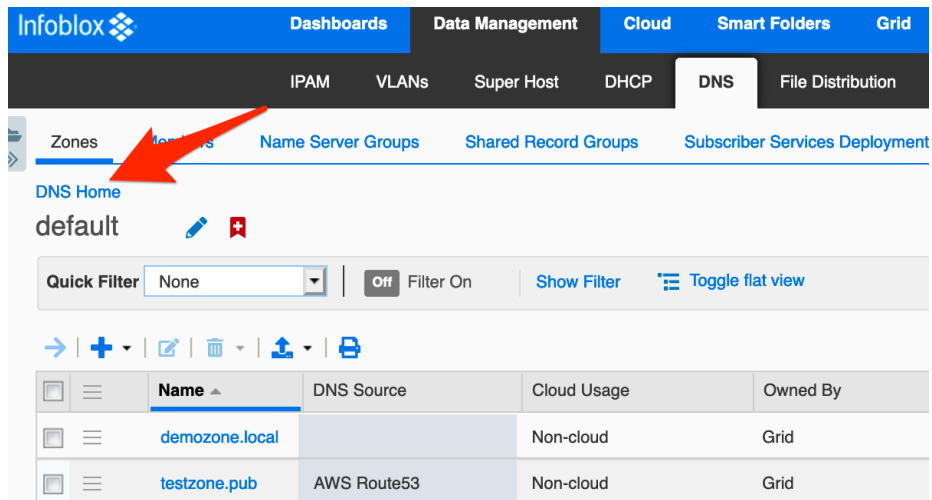 Infoblox Dashboards Data Management Cloud Smart Folders Grid
IPAM VLANs Super Host DHCP DNS File Distribution
Zones Name Server Groups Shared Record Groups Subscriber Services Deployment
DNS Home
default
Quick Filter None Off Filter On Show Filter Toggle flat view
Name DNS Source Cloud Usage Owned By
demozone.local Non-cloud Grid
testzone.pub AWS Route53 Non-cloud Grid